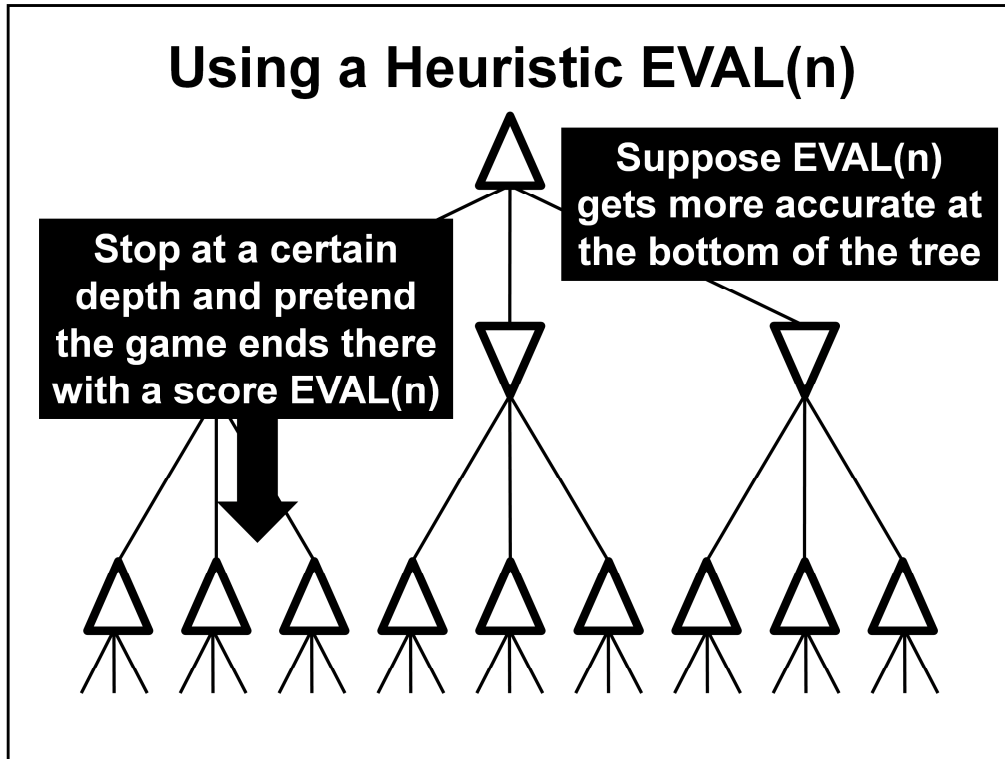 Using a Heuristic EVAL(n)
Suppose EVAL(n)
gets more accurate at
the bottom of the tree
Stop at a certain
depth and pretend
the game ends there
with a score EVAL(n)